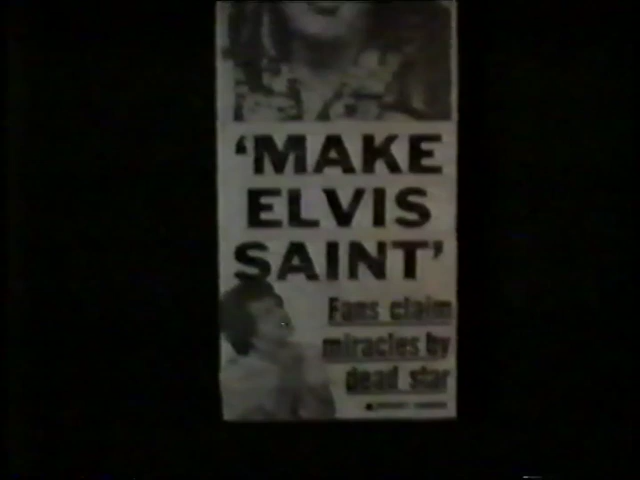 'MAKE
ELVIS
SAINT'
Fans claim
miracles by
dead star